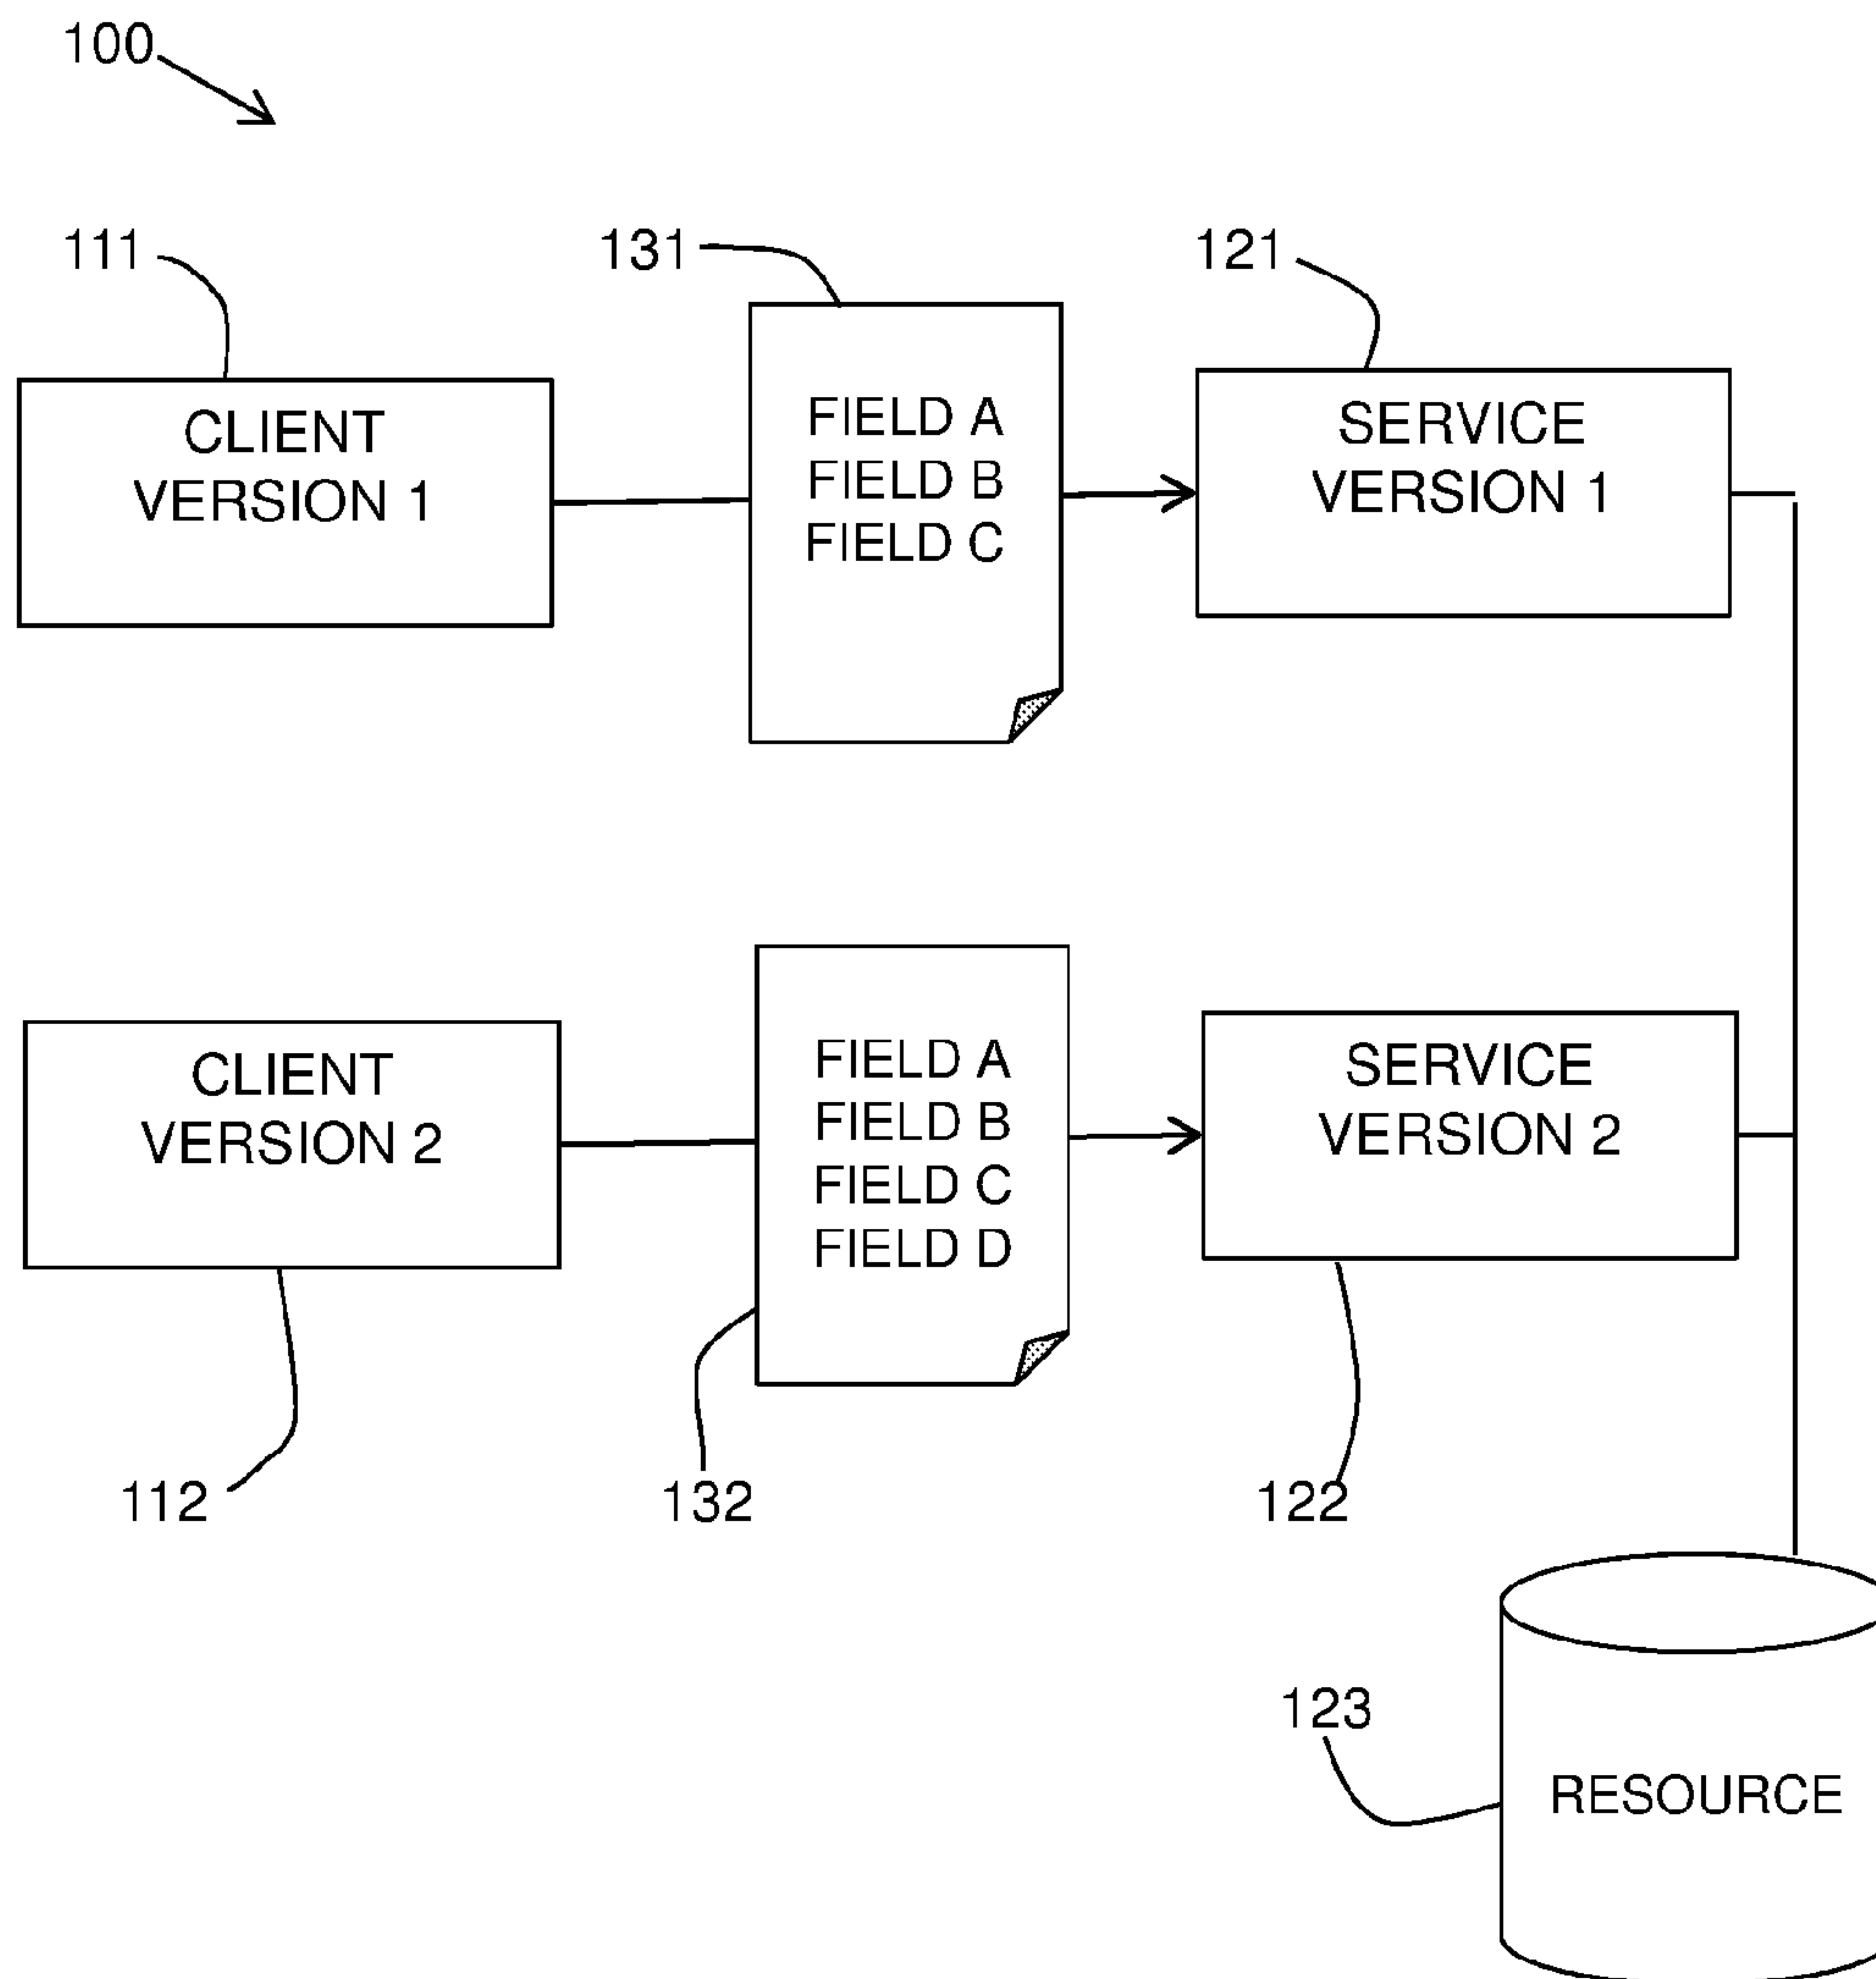 100
111
131
121
CLIENT
VERSION 1
FIELD A
FIELD B
FIELD C
SERVICE
VERSION 1
CLIENT
VERSION 2
FIELD A
FIELD B
FIELD C
FIELD D
SERVICE
VERSION 2
112
132
122
123
RESOURCE